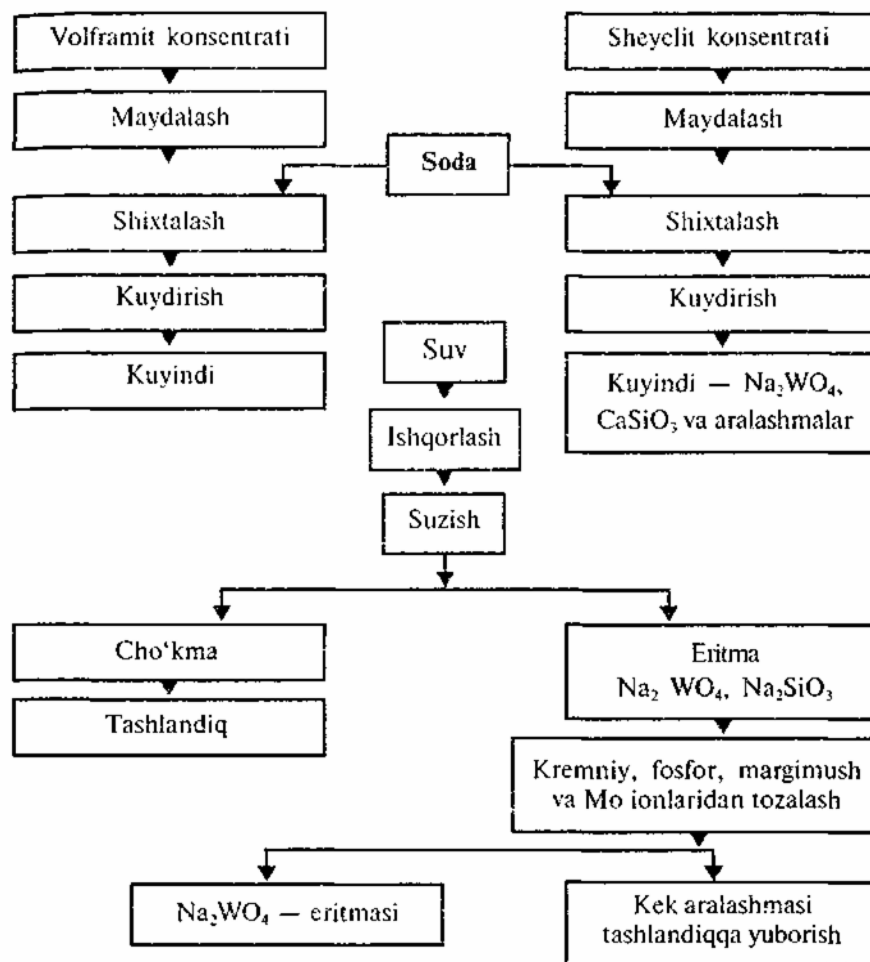 Volframit konsentrati
Sheyelit konsentrati
Maydalash
Maydalash
Soda
Shixtalash
Shixtalash
Kuydirish
Kuydirish
Suv
Kuyindi
Kuyindi — Na₂WO₄,
CaSiO₃ va aralashmalar
Ishqorlash
Suzish
Cho‘kma
Eritma
Na₂ WO₄, Na₂SiO₃
Tashlandiq
Kremniy, fosfor, margimush
va Mo ionlaridan tozalash
Na₂WO₄ — eritmasi
Kek aralashmasi
tashlandiqqa yuborish